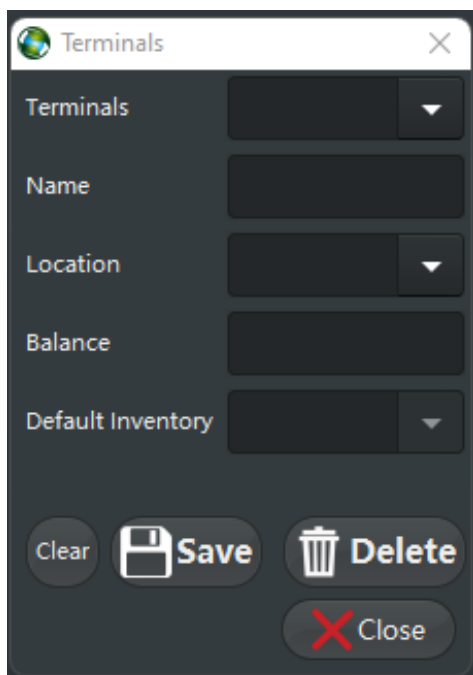 Terminals
Terminals
Name
Location
Balance
Default Inventory
Clear Save Delete
Close